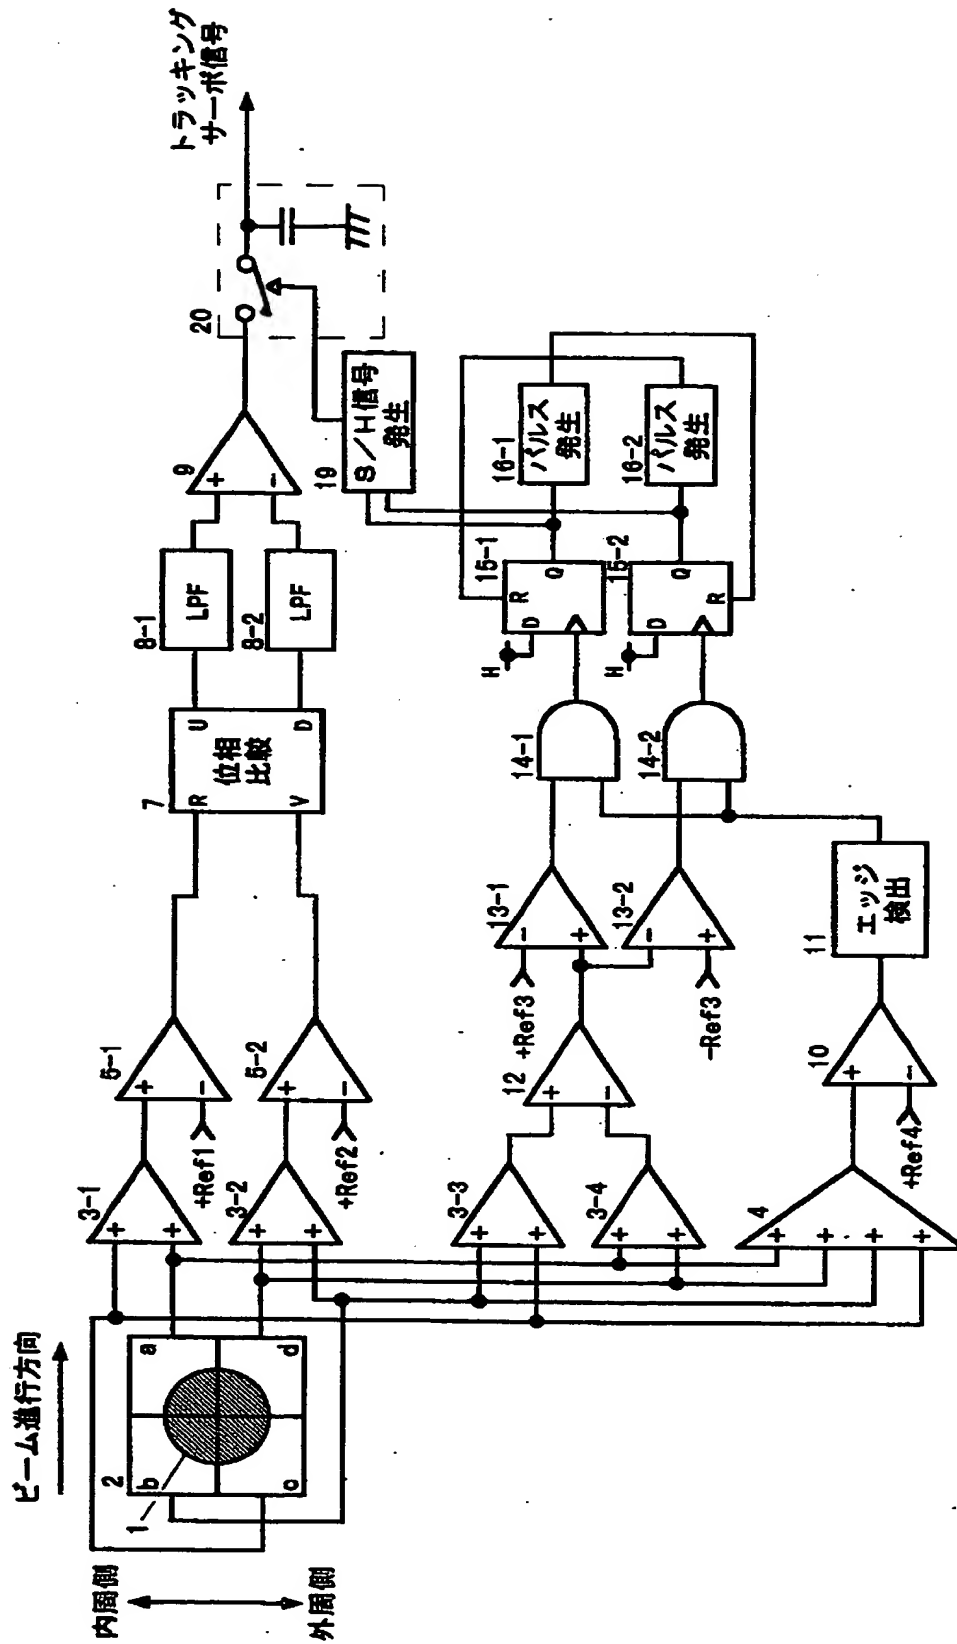 ビーム進行方向
内周側
外周側
1
2
a
b
c
d
3-1
+
+
3-2
+
+
3-3
+
+
3-4
+
+
4
+
+
+
+
5-1
+
-
+Ref1
5-2
+
-
+Ref2
7
R
V
U
D
位相
比較
8-1
LPF
8-2
LPF
9
+
-
10
+
-
+Ref4
11
エッジ
検出
12
+
-
13-1
-
+
+Ref3
13-2
-
+
-Ref3
14-1
14-2
15-1
H
D
R
Q
15-2
H
D
R
Q
16-1
パルス
発生
16-2
パルス
発生
19
S/H信号
発生
20
トラッキング
サーボ信号